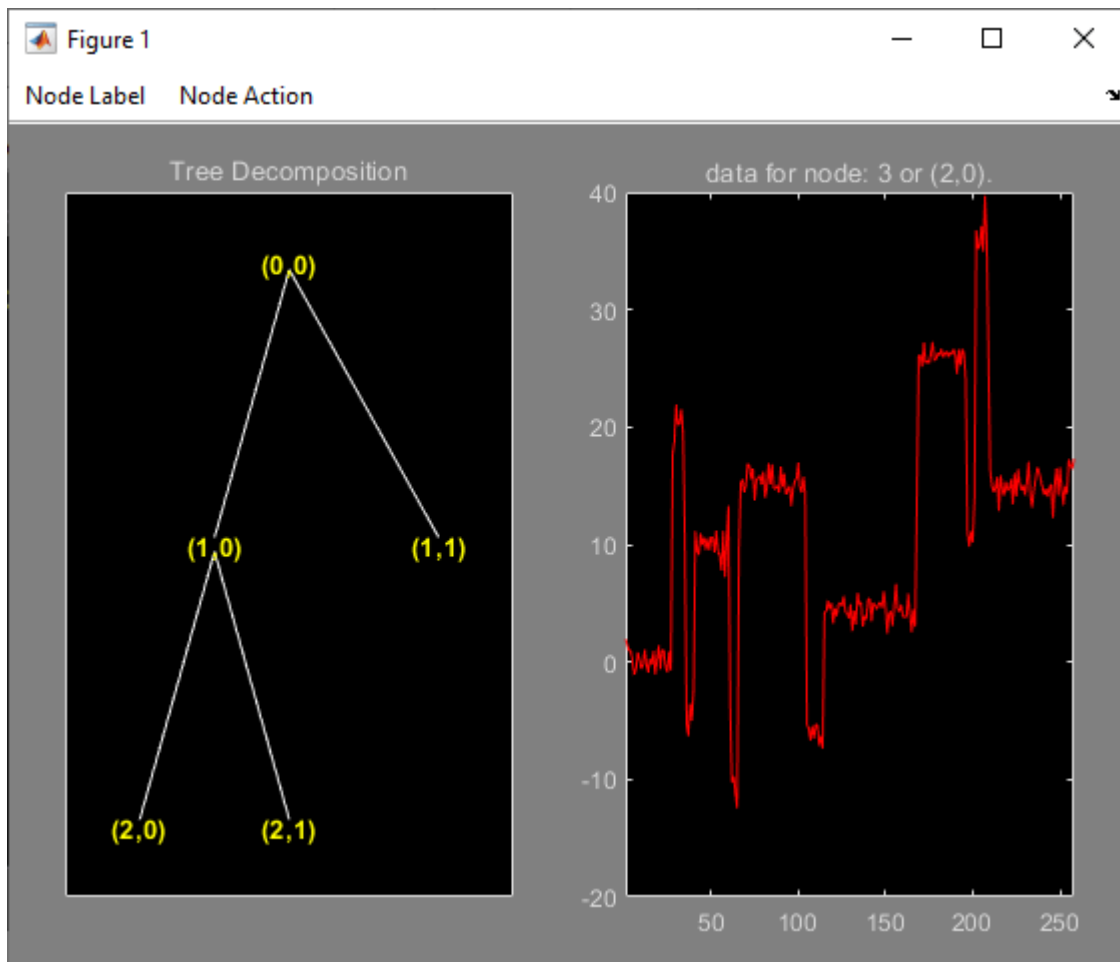 Figure 1
Node Label Node Action
Tree Decomposition
(0,0)
(1,0) (1,1)
(2,0) (2,1)
data for node: 3 or (2,0).
40
30
20
10
0
-10
-20
50 100 150 200 250